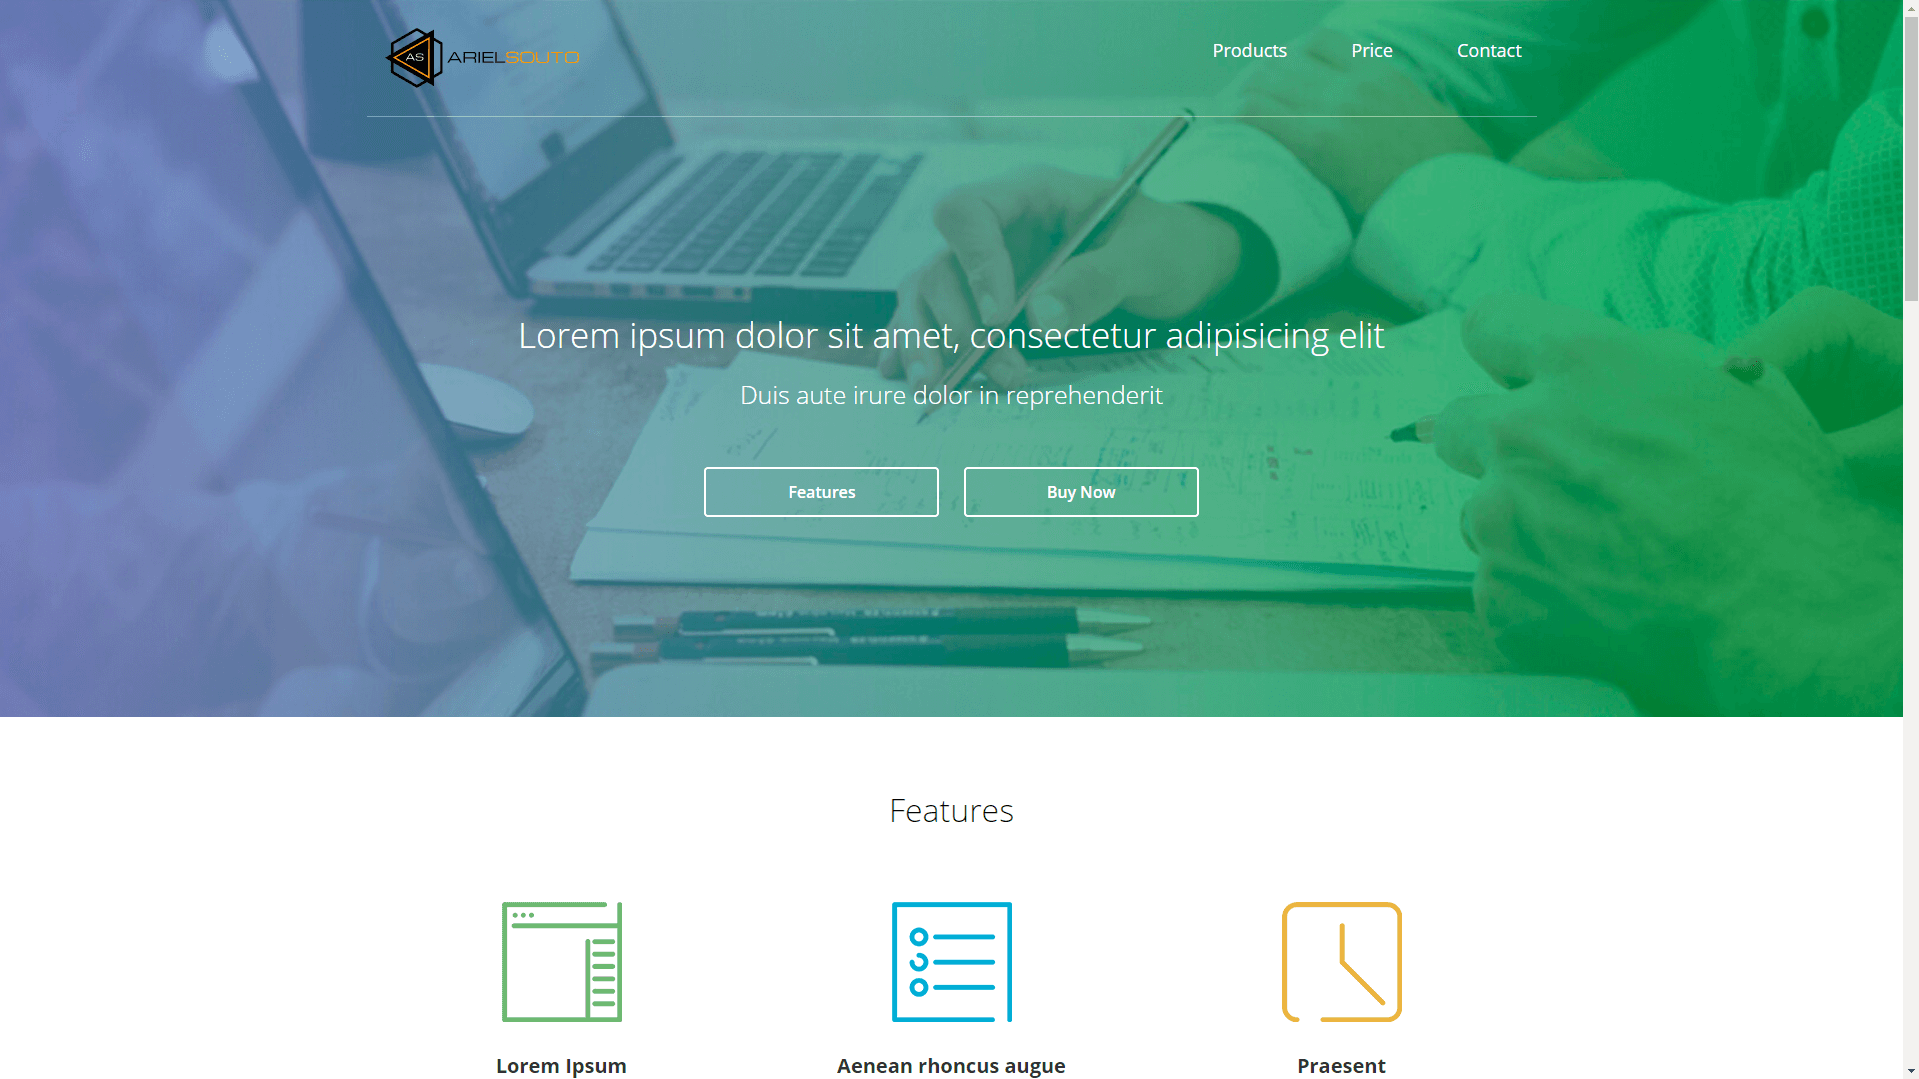 AS ARIELSOUTO
Products Price Contact
Lorem ipsum dolor sit amet, consectetur adipisicing elit
Duis aute irure dolor in reprehenderit
Features Buy Now
Features
Lorem Ipsum Aenean rhoncus augue Praesent